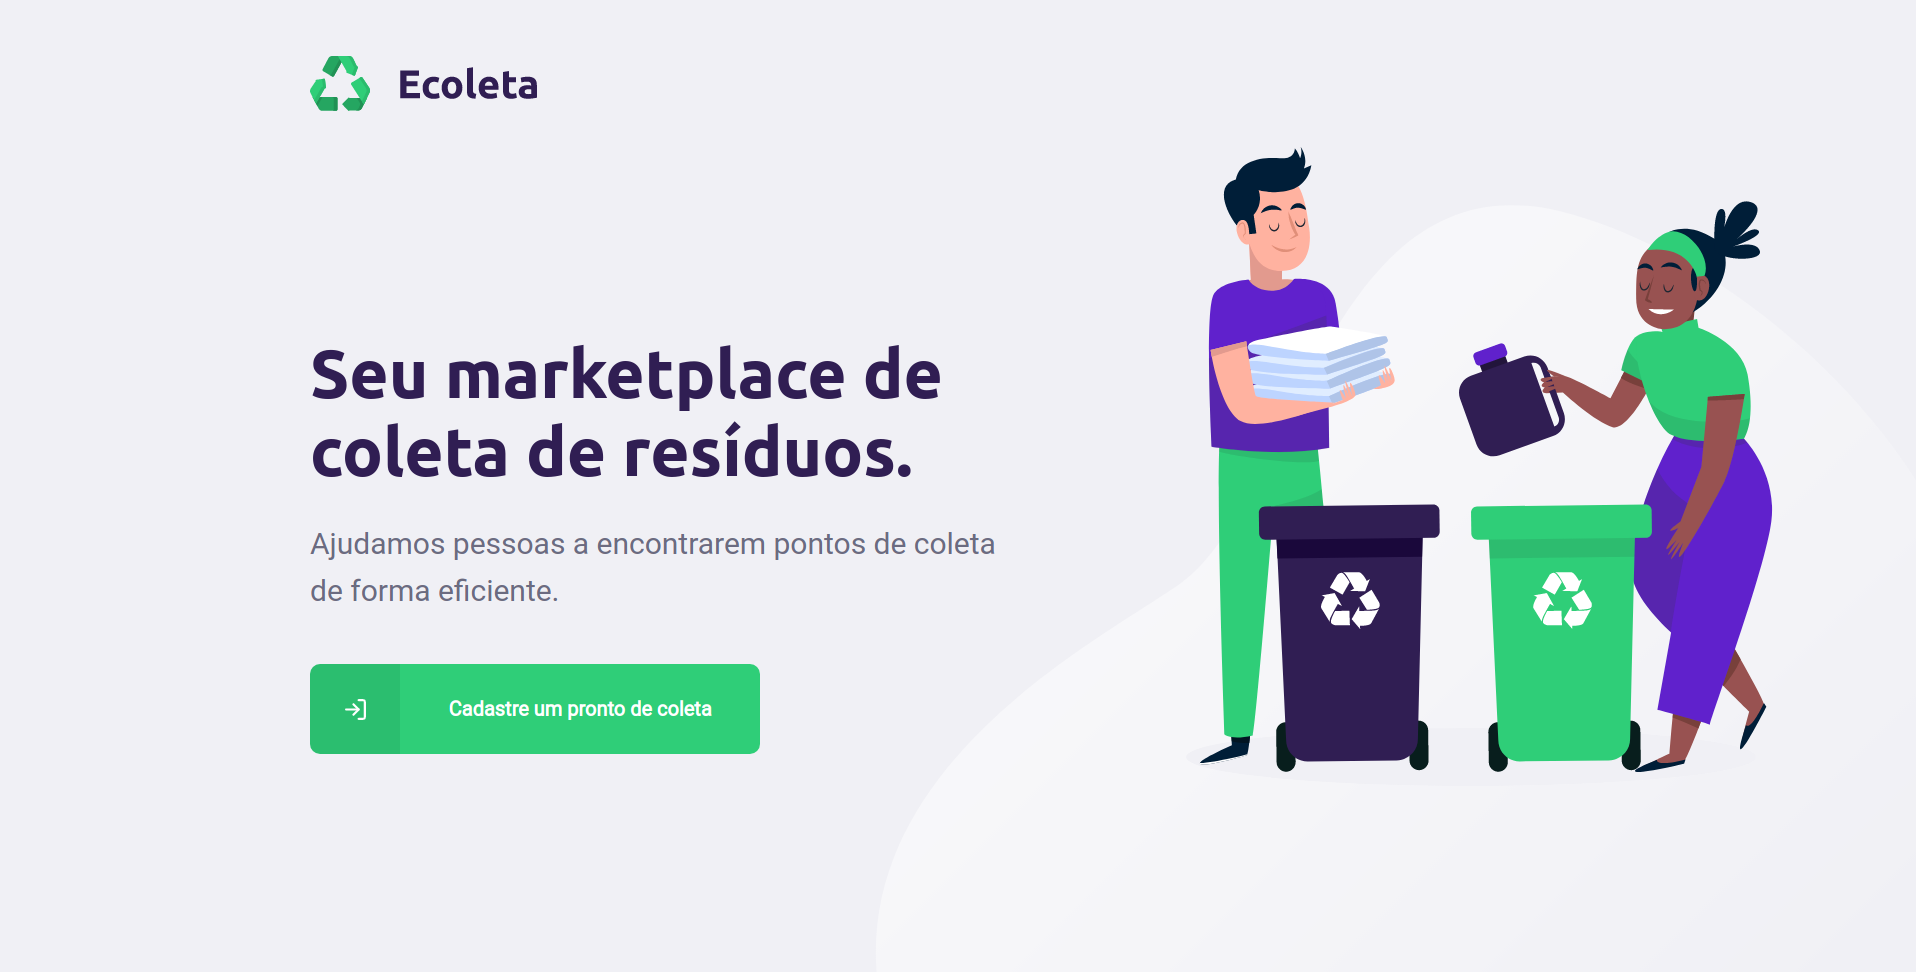 Ecoleta
Seu marketplace de
coleta de resíduos.
Ajudamos pessoas a encontrarem pontos de coleta
de forma eficiente.
Cadastre um pronto de coleta